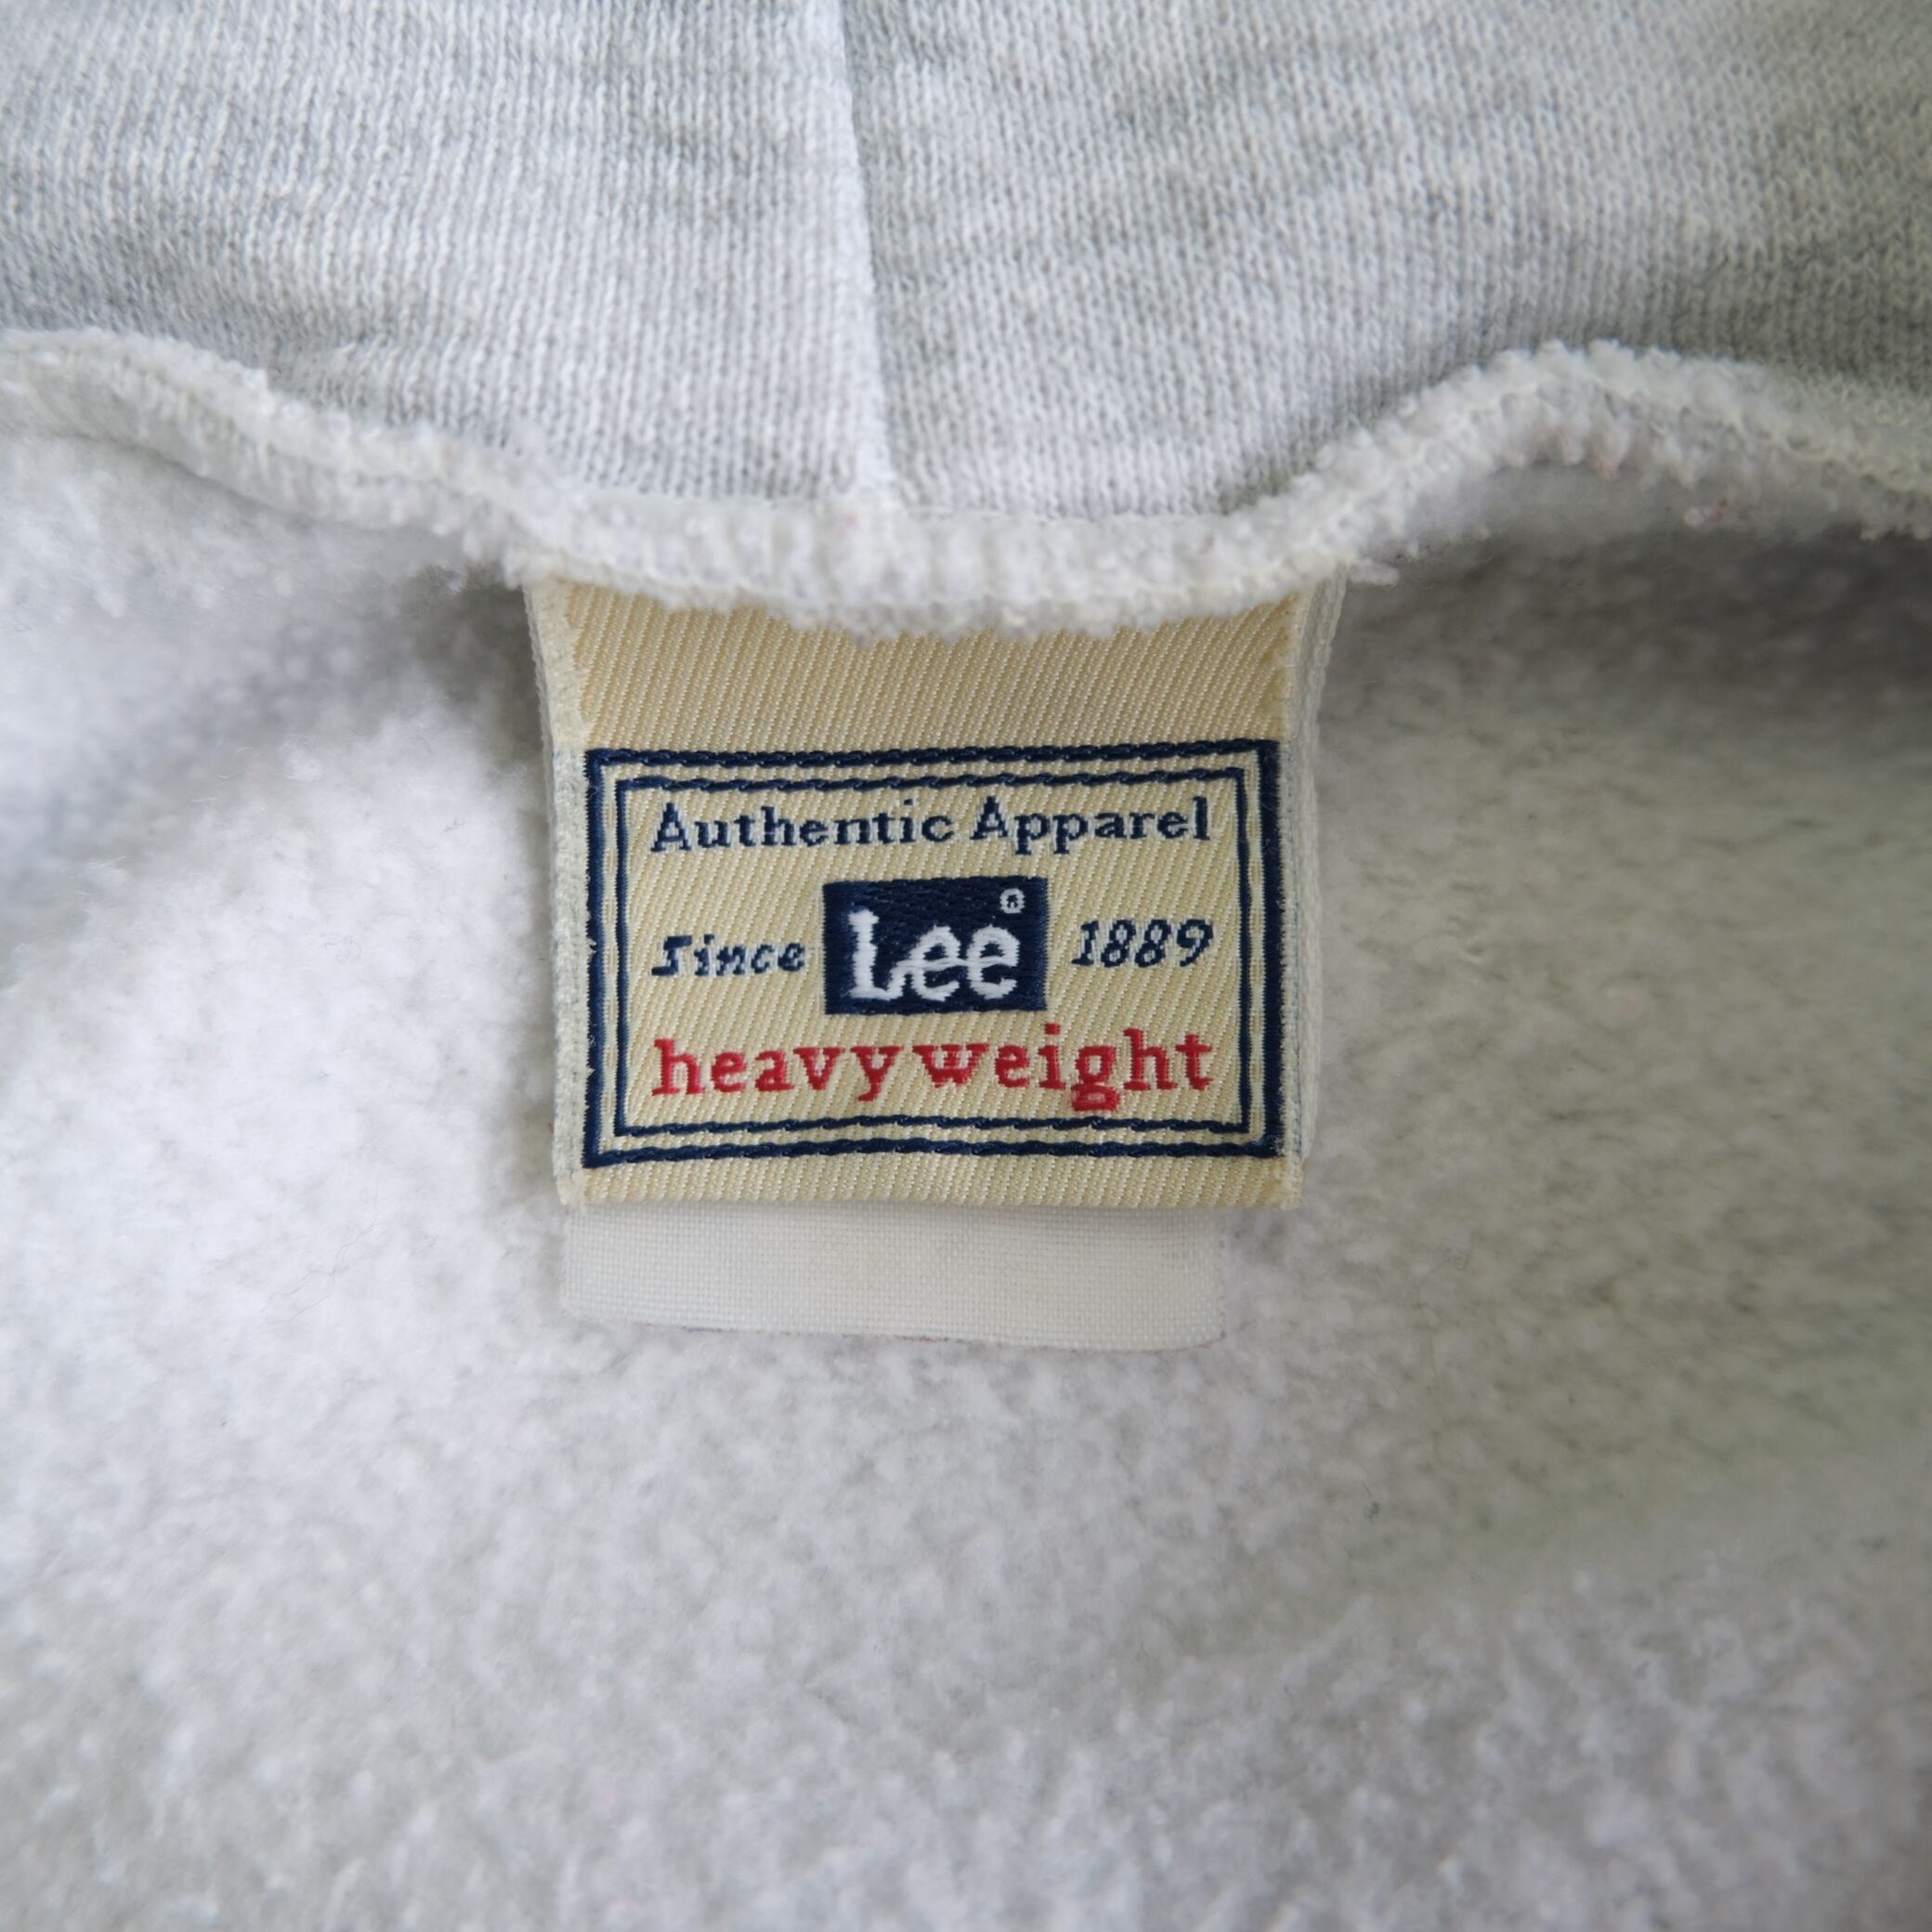 Authentic Apparel
Since Lee® 1889
heavyweight